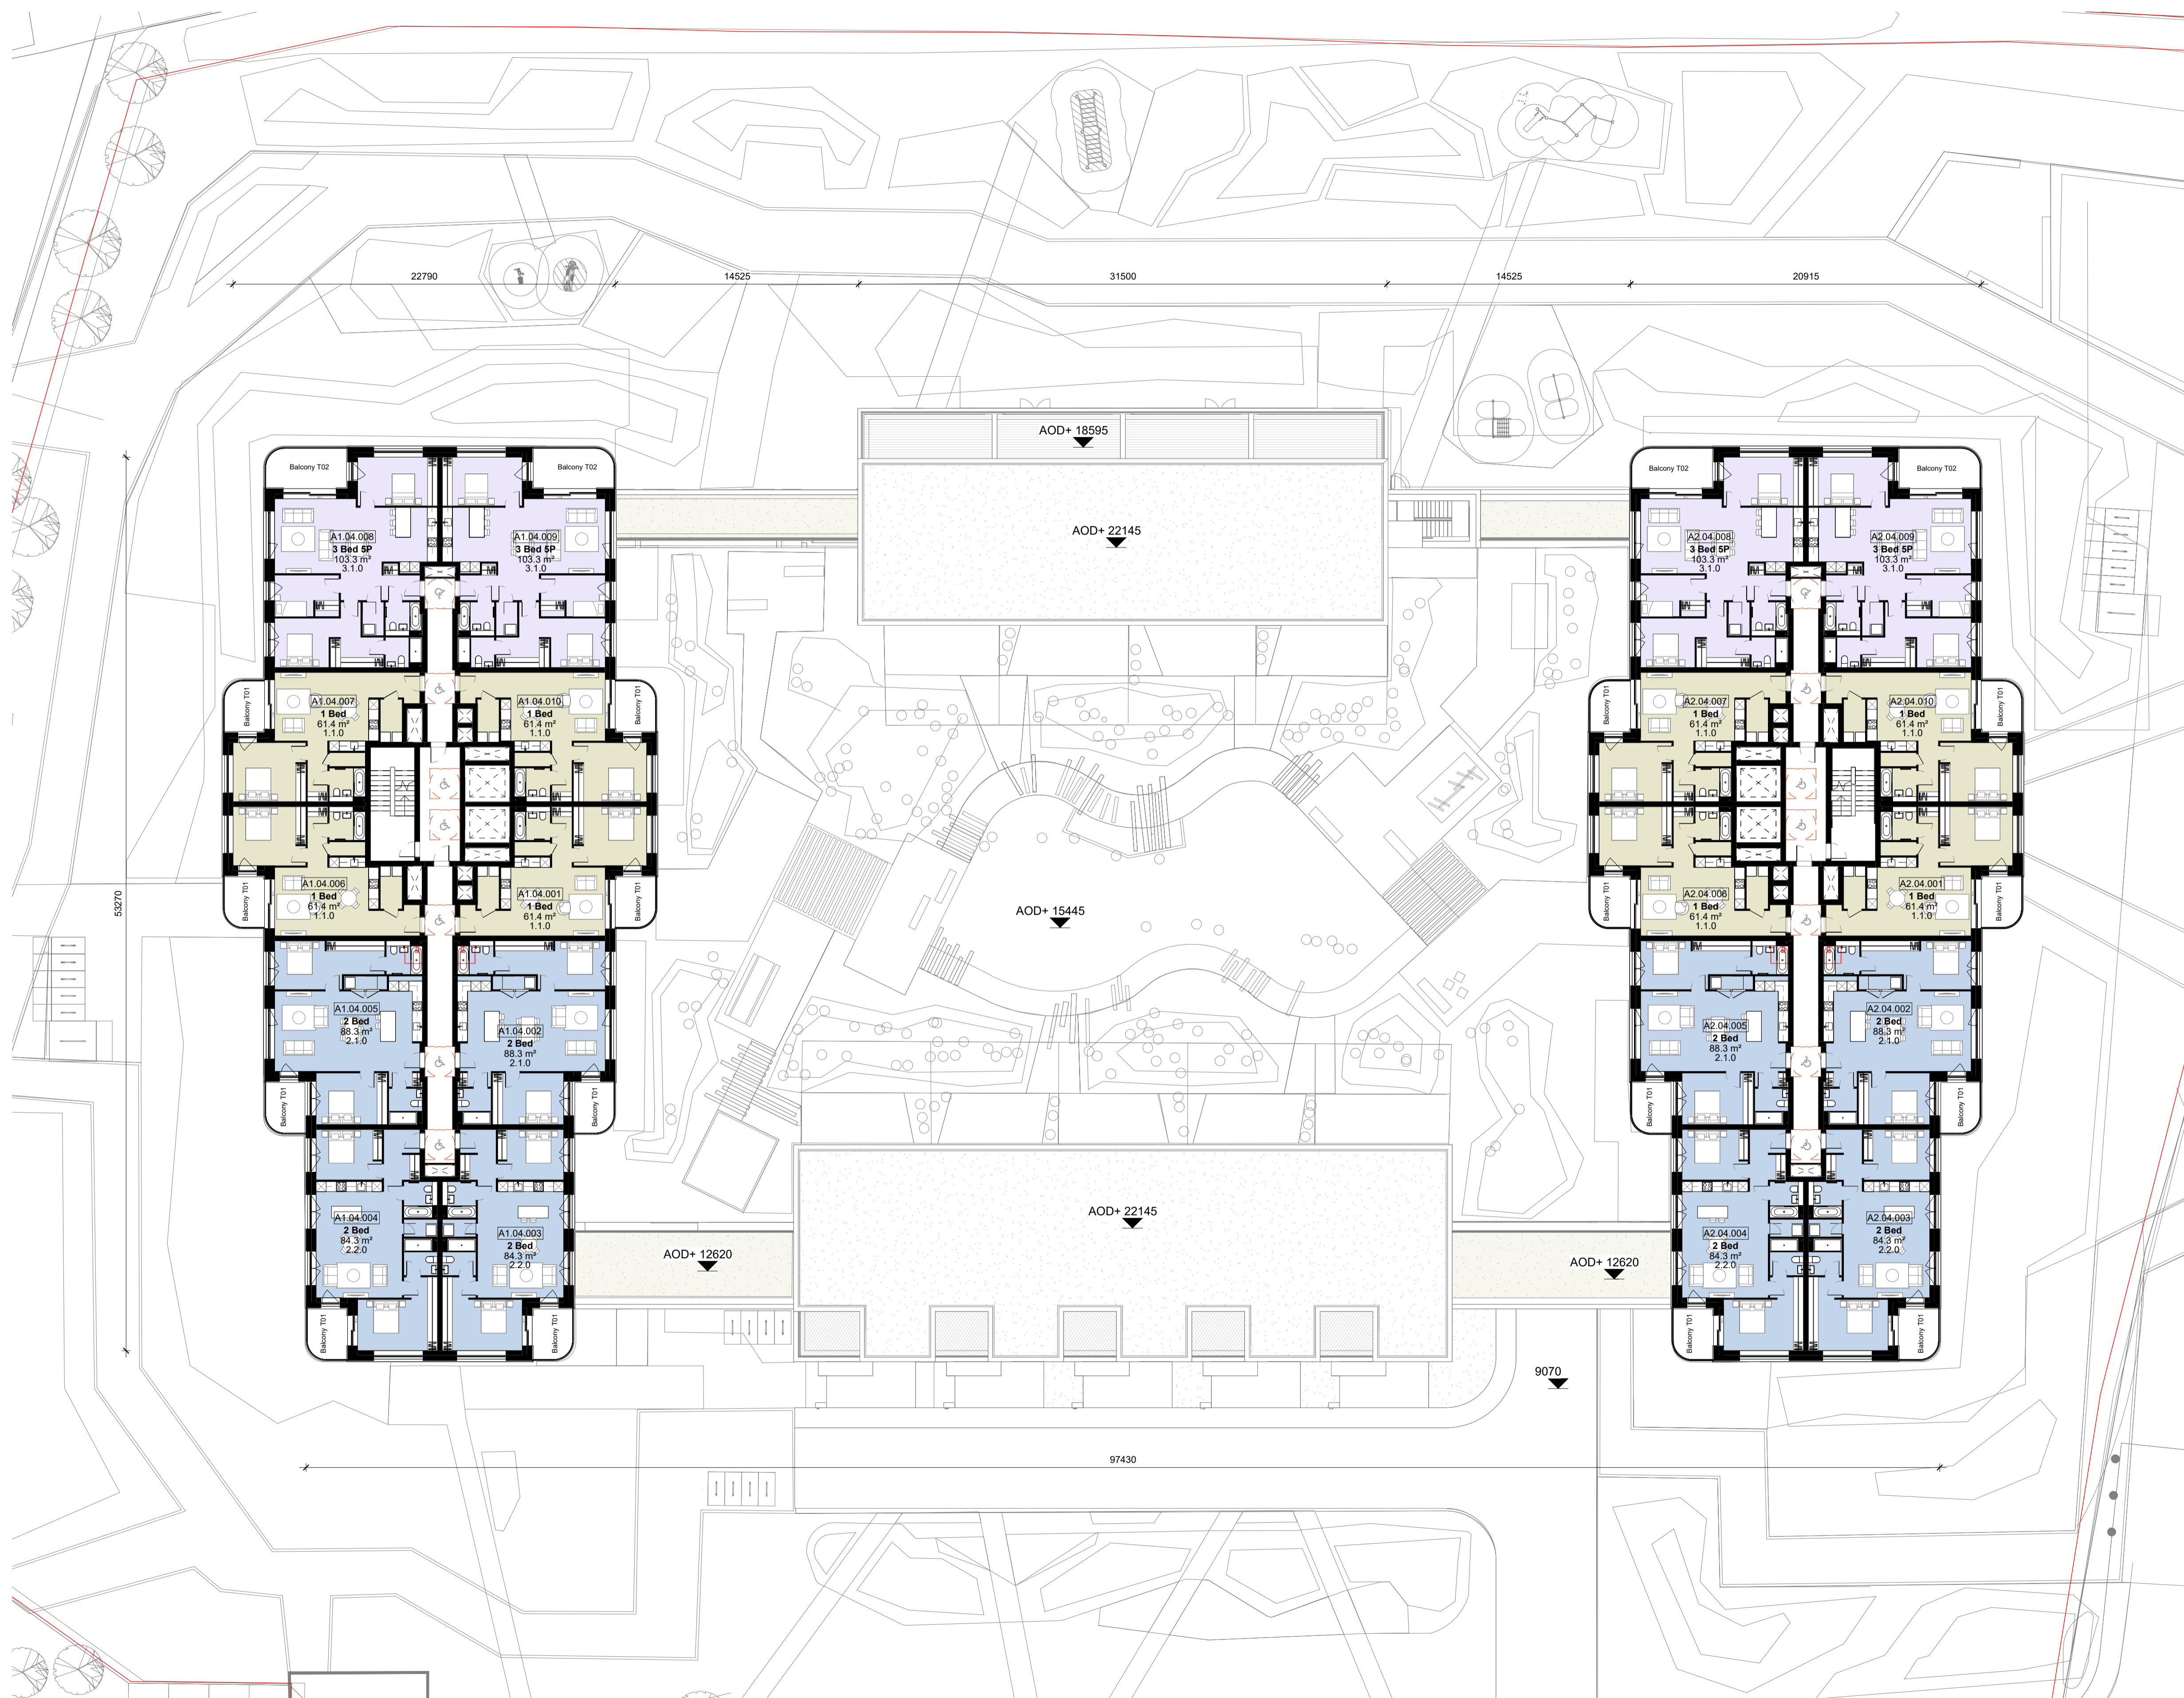 22790
14525
31500
14525
20915
AOD+ 18595
AOD+ 22145
Balcony T02
Balcony T02
Balcony T02
Balcony T02
A1.04.008
3 Bed 5P
103.3 m²
3.1.0
A1.04.009
3 Bed 5P
103.3 m²
3.1.0
A2.04.008
3 Bed 5P
103.3 m²
3.1.0
A2.04.009
3 Bed 5P
103.3 m²
3.1.0
Balcony T01
A1.04.007
1 Bed
61.4 m²
1.1.0
A1.04.010
1 Bed
61.4 m²
1.1.0
Balcony T01
Balcony T01
A2.04.007
1 Bed
61.4 m²
1.1.0
A2.04.010
1 Bed
61.4 m²
1.1.0
Balcony T01
53270
Balcony T01
A1.04.006
1 Bed
61.4 m²
1.1.0
A1.04.001
1 Bed
61.4 m²
1.1.0
Balcony T01
AOD+ 15445
Balcony T01
A2.04.006
1 Bed
61.4 m²
1.1.0
A2.04.001
1 Bed
61.4 m²
1.1.0
Balcony T01
A1.04.005
2 Bed
88.3 m²
2.1.0
A1.04.002
2 Bed
88.3 m²
2.1.0
A2.04.005
2 Bed
88.3 m²
2.1.0
A2.04.002
2 Bed
88.3 m²
2.1.0
Balcony T01
Balcony T01
Balcony T01
Balcony T01
A1.04.004
2 Bed
84.3 m²
2.2.0
A1.04.003
2 Bed
84.3 m²
2.2.0
AOD+ 12620
AOD+ 22145
AOD+ 12620
A2.04.004
2 Bed
84.3 m²
2.2.0
A2.04.003
2 Bed
84.3 m²
2.2.0
Balcony T01
Balcony T01
Balcony T01
Balcony T01
9070
97430